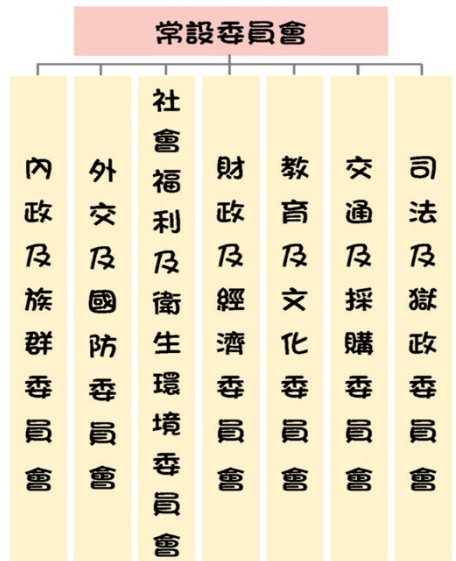 常設委員會
內政及族群委員會
外交及國防委員會
社會福利及衛生環境委員會
財政及經濟委員會
教育及文化委員會
交通及採購委員會
司法及獄政委員會